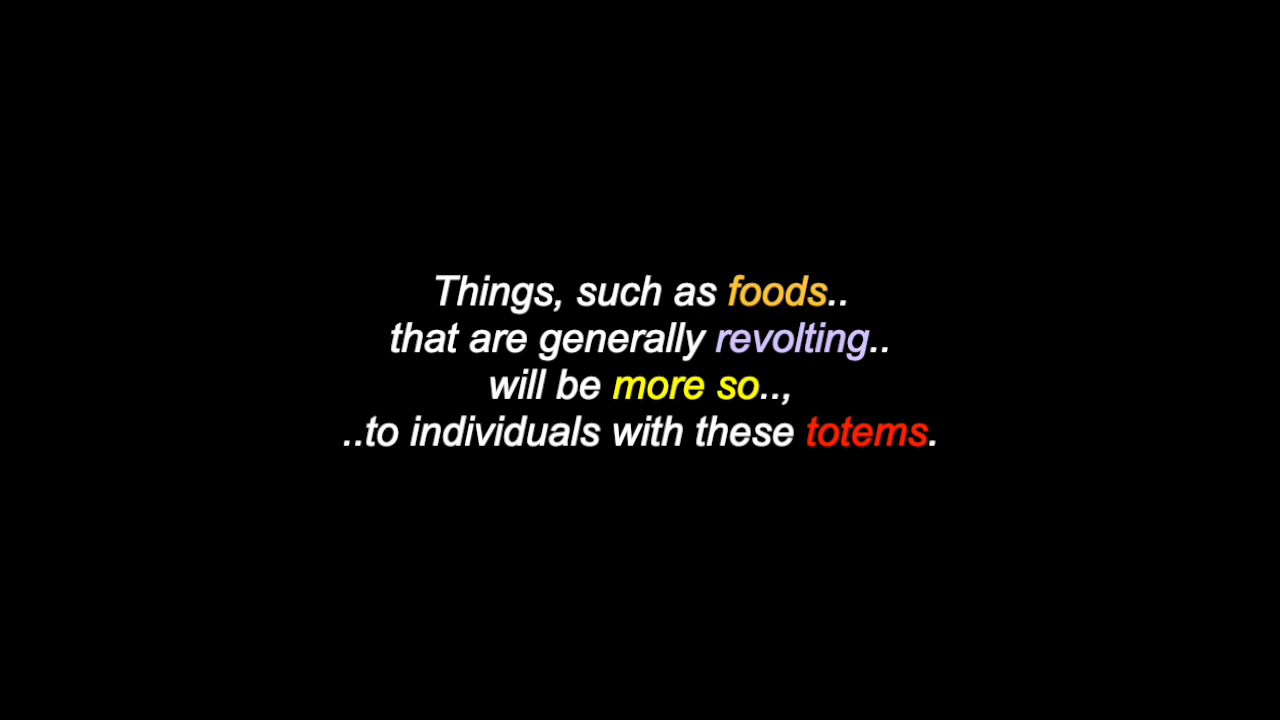 Things, such as foods..
that are generally revolting..
will be more so..,
..to individuals with these totems.